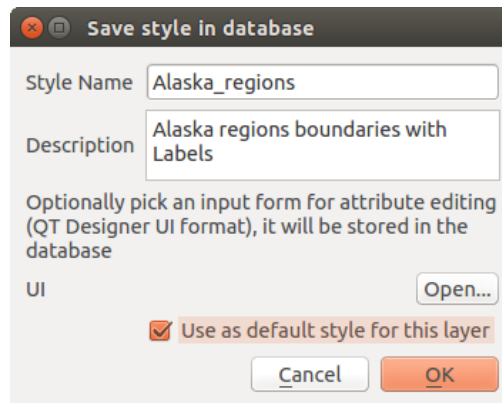 Save style in database
Style Name Alaska_regions
Description Alaska regions boundaries with
Labels
Optionally pick an input form for attribute editing
(QT Designer UI format), it will be stored in the
database
UI Open...
Use as default style for this layer
Cancel OK